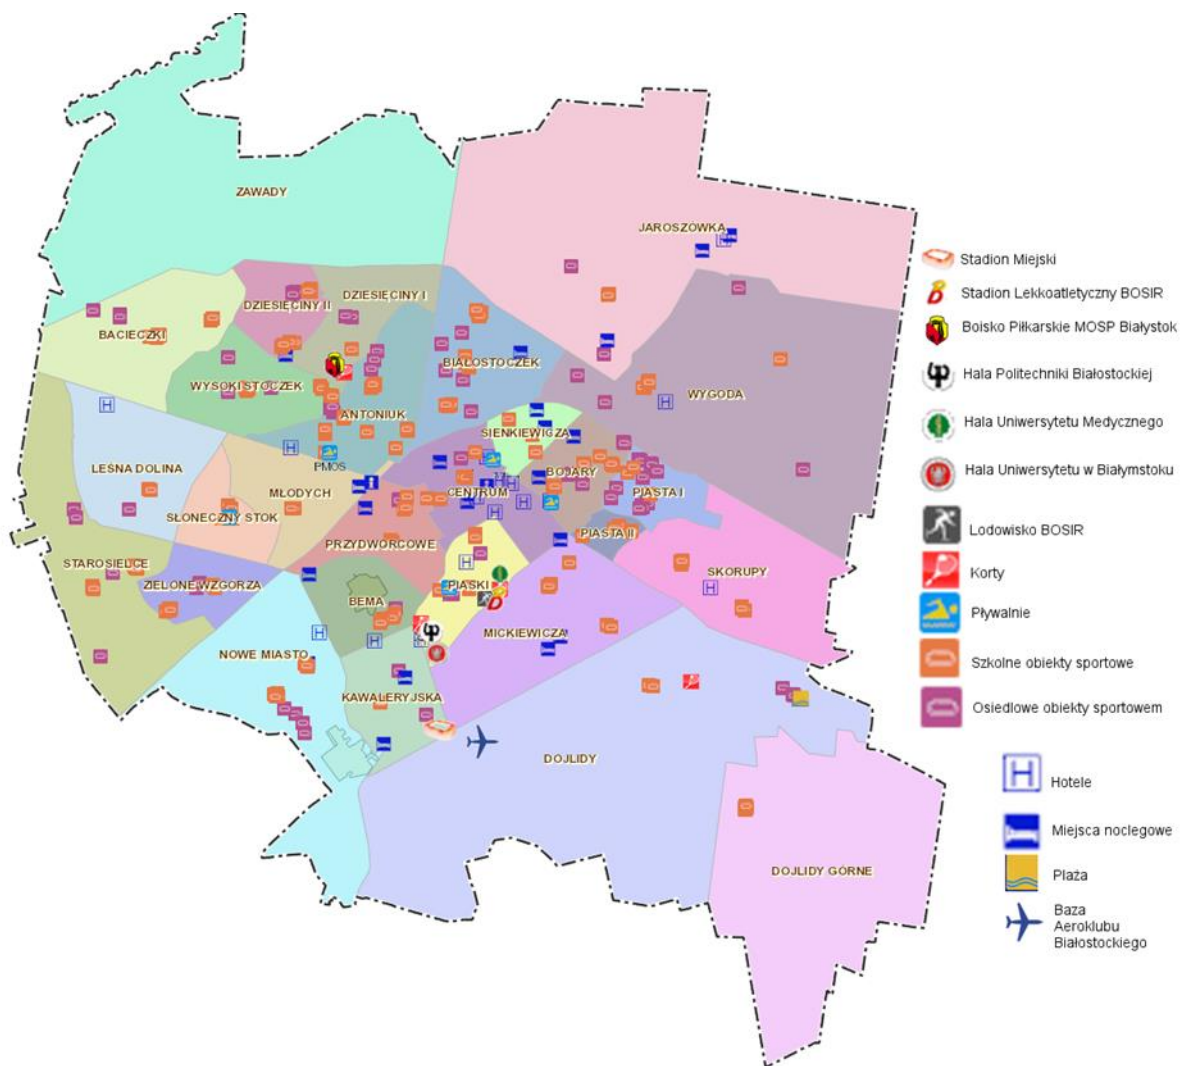 ZAWADY
JAROSZÓWKA
DZIESIĘCINY I
DZIESIĘCINY II
BACIECZKI
BIAŁOSTOCZEK
WYSOKI STOCZEK
WYGODA
ANTONIUK
SIENKIEWICZA
LEŚNA DOLINA
PMOS
BOJARY
MŁODYCH
CENTRUM
PIASTA I
SŁONECZNY STOK
PIASTA II
PRZYDWORCOWE
STAROSIELCE
SKORUPY
ZIELONE WZGÓRZA
PIASKI
BEMA
MICKIEWICZA
NOWE MIASTO
KAWALERYJSKA
DOJLIDY
DOJLIDY GÓRNE
Stadion Miejski
Stadion Lekkoatletyczny BOSIR
Boisko Piłkarskie MOSP Białystok
Hala Politechniki Białostockiej
Hala Uniwersytetu Medycznego
Hala Uniwersytetu w Białymstoku
Lodowisko BOSIR
Korty
Pływalnie
Szkolne obiekty sportowe
Osiedlowe obiekty sportowem
H Hotele
Miejsca noclegowe
Plaża
Baza
Aeroklubu
Białostockiego